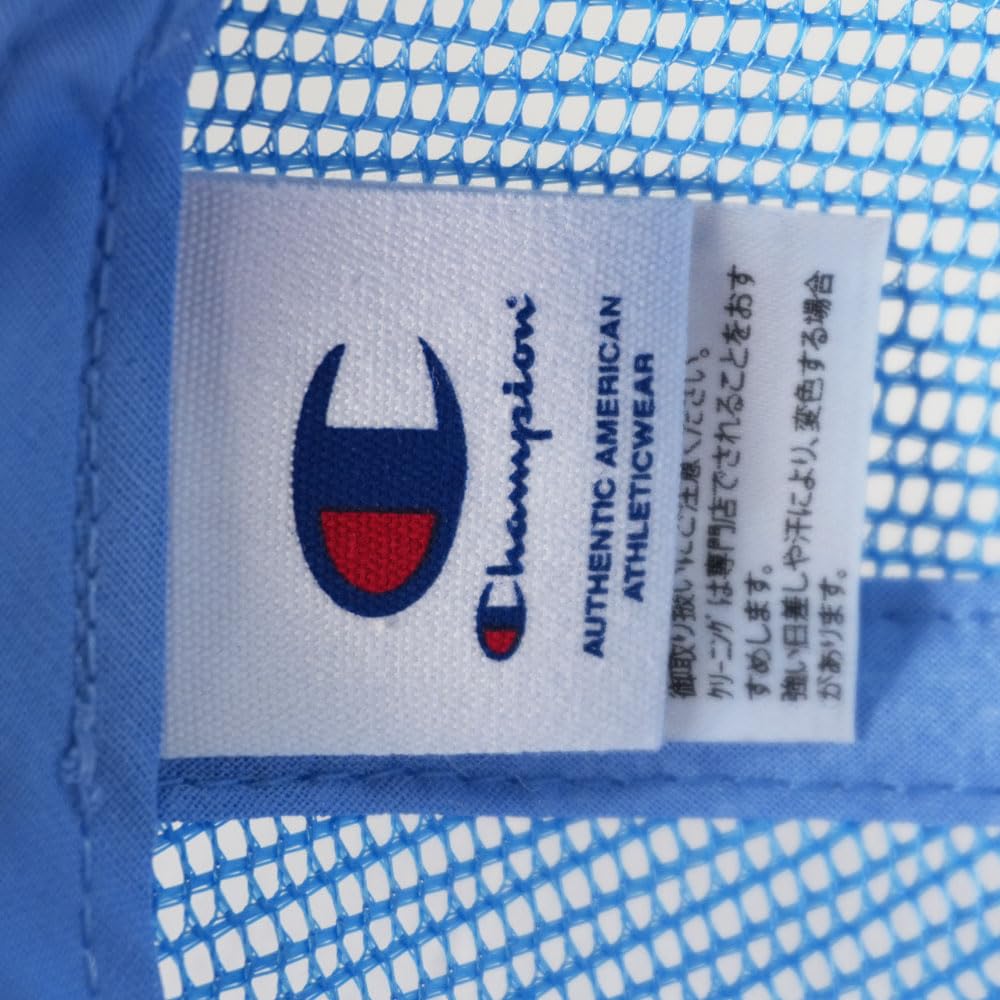 Champion®
AUTHENTIC AMERICAN
ATHLETICWEAR
御取り扱いにご注意ください。
クリーニングは専門店でされることをおす
すめします。
強い日差しや汗により、変色する場合
があります。